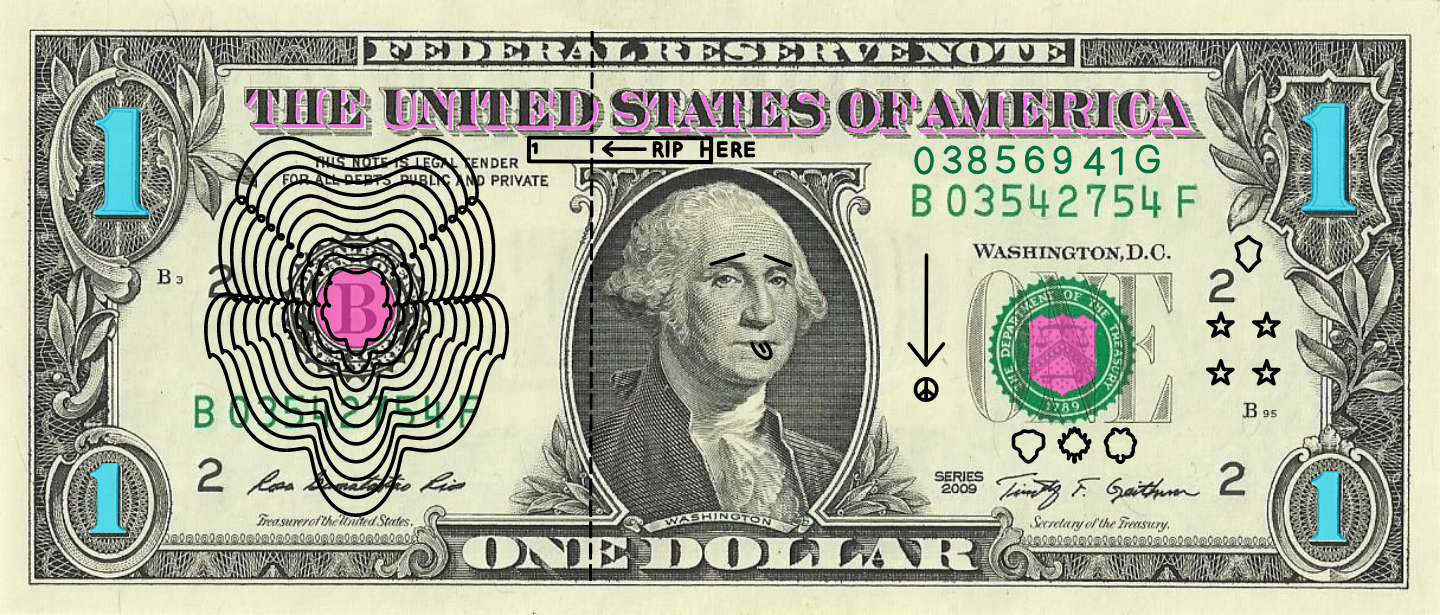 FEDERAL RESERVE NOTE
THE UNITED STATES OF AMERICA
1
1
THIS NOTE IS LEGAL TENDER
FOR ALL DEBTS, PUBLIC AND PRIVATE
1 ← RIP HERE
03856941G
B 03542754 F
WASHINGTON, D.C.
B 3
2
2
B
ONE
THE DEPARTMENT OF THE TREASURY
1789
B 03542754 F
B 95
2
2
Rosa Gumataotao Rios
SERIES
2009
Timothy F. Geithner
Treasurer of the United States.
WASHINGTON
Secretary of the Treasury.
1
1
ONE DOLLAR